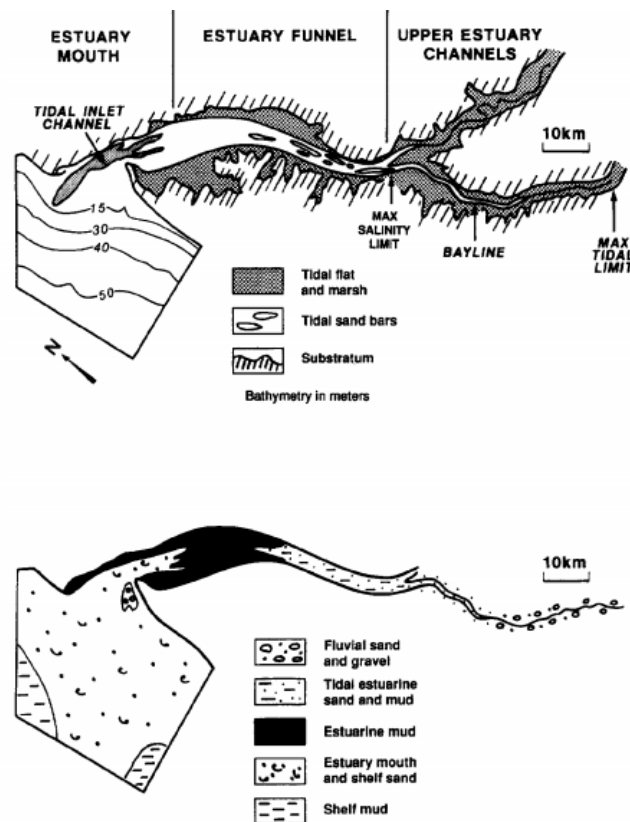 ESTUARY MOUTH
ESTUARY FUNNEL
UPPER ESTUARY CHANNELS
TIDAL INLET CHANNEL
10km
15
30
40
50
MAX SALINITY LIMIT
BAYLINE
MAX TIDAL LIMIT
N
Tidal flat and marsh
Tidal sand bars
Substratum
Bathymetry in meters
10km
Fluvial sand and gravel
Tidal estuarine sand and mud
Estuarine mud
Estuary mouth and shelf sand
Shelf mud